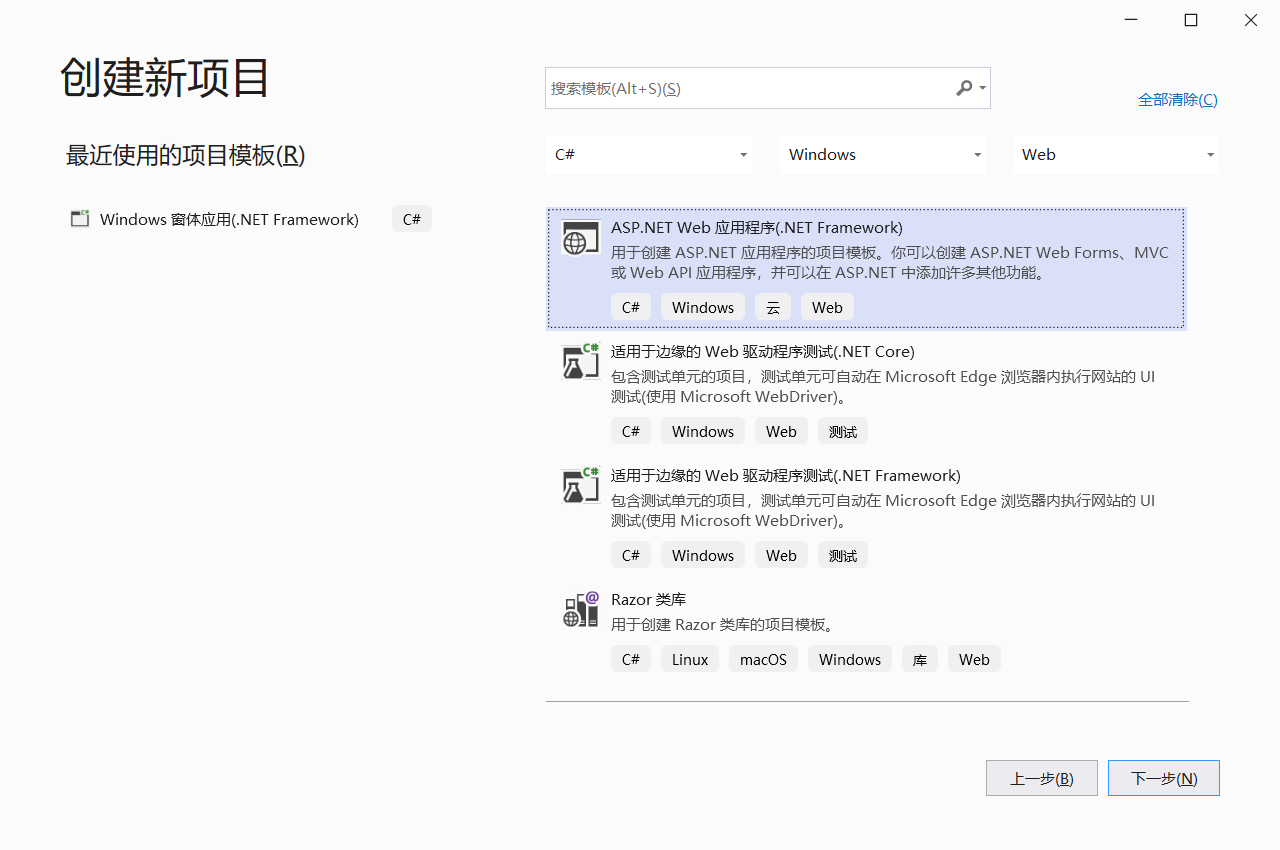 创建新项目
搜索模板(Alt+S)(S)
全部清除(C)
最近使用的项目模板(R)
C#
Windows
Web
Windows 窗体应用(.NET Framework)
C#
ASP.NET Web 应用程序(.NET Framework)
用于创建 ASP.NET 应用程序的项目模板。你可以创建 ASP.NET Web Forms、MVC
或 Web API 应用程序，并可以在 ASP.NET 中添加许多其他功能。
C# Windows 云 Web
适用于边缘的 Web 驱动程序测试(.NET Core)
包含测试单元的项目，测试单元可自动在 Microsoft Edge 浏览器内执行网站的 UI
测试(使用 Microsoft WebDriver)。
C# Windows Web 测试
适用于边缘的 Web 驱动程序测试(.NET Framework)
包含测试单元的项目，测试单元可自动在 Microsoft Edge 浏览器内执行网站的 UI
测试(使用 Microsoft WebDriver)。
C# Windows Web 测试
Razor 类库
用于创建 Razor 类库的项目模板。
C# Linux macOS Windows 库 Web
上一步(B)
下一步(N)